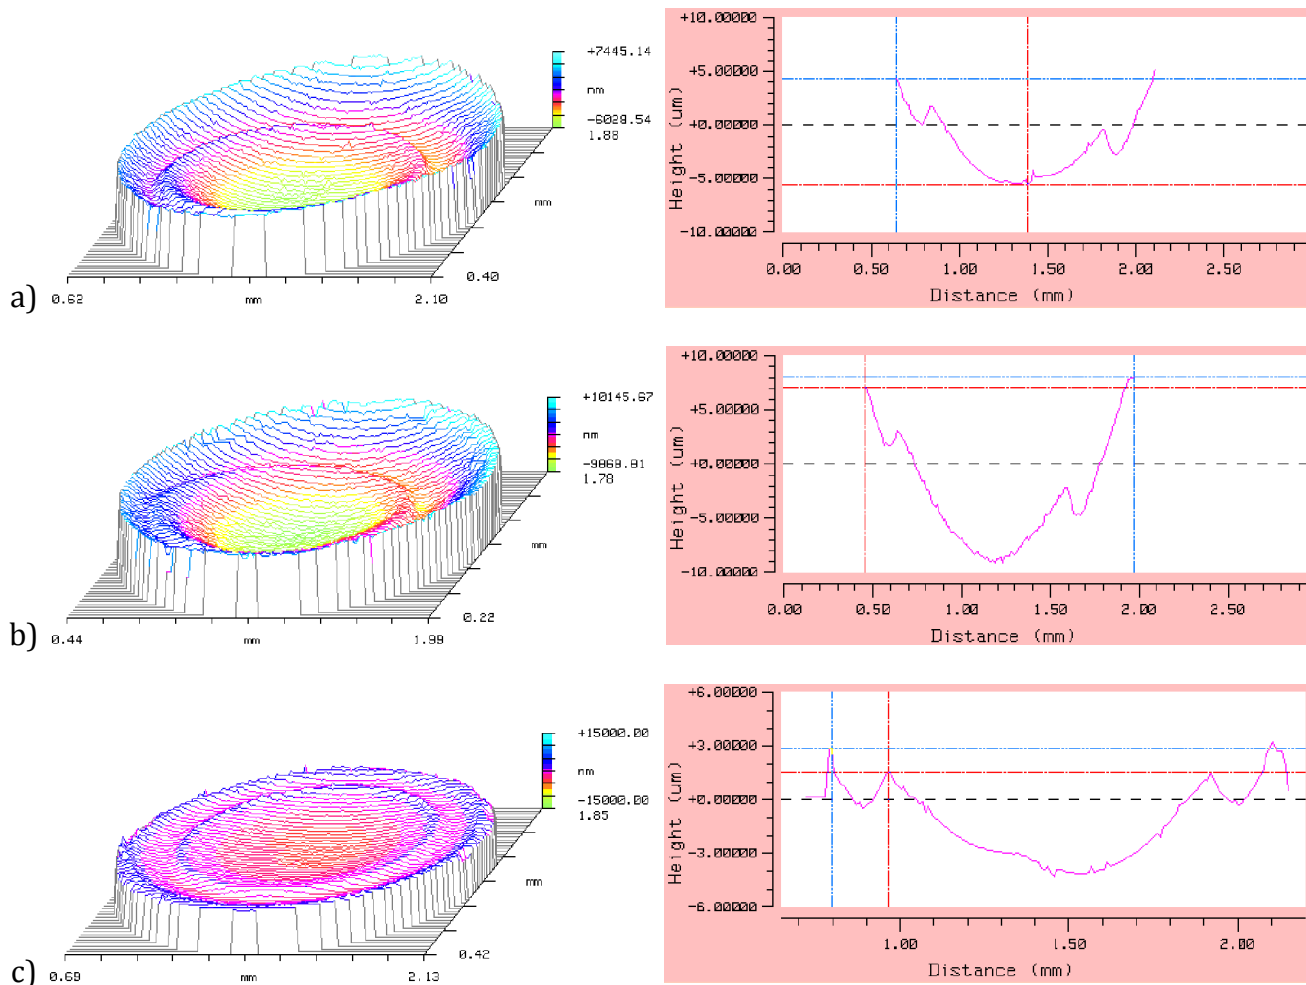 +7445.14
nm
-6028.54
1.88
mm
0.40
a)
0.62
mm
2.10
+10.00000
+5.00000
+0.00000
-5.00000
-10.00000
Height (um)
0.00 0.50 1.00 1.50 2.00 2.50
Distance (mm)
+10145.67
nm
-9868.81
1.78
mm
0.22
b)
0.44
mm
1.99
+10.00000
+5.00000
+0.00000
-5.00000
-10.00000
Height (um)
0.00 0.50 1.00 1.50 2.00 2.50
Distance (mm)
+15000.00
nm
-15000.00
1.85
mm
0.42
c)
0.69
mm
2.13
+6.00000
+3.00000
+0.00000
-3.00000
-6.00000
Height (um)
1.00 1.50 2.00
Distance (mm)